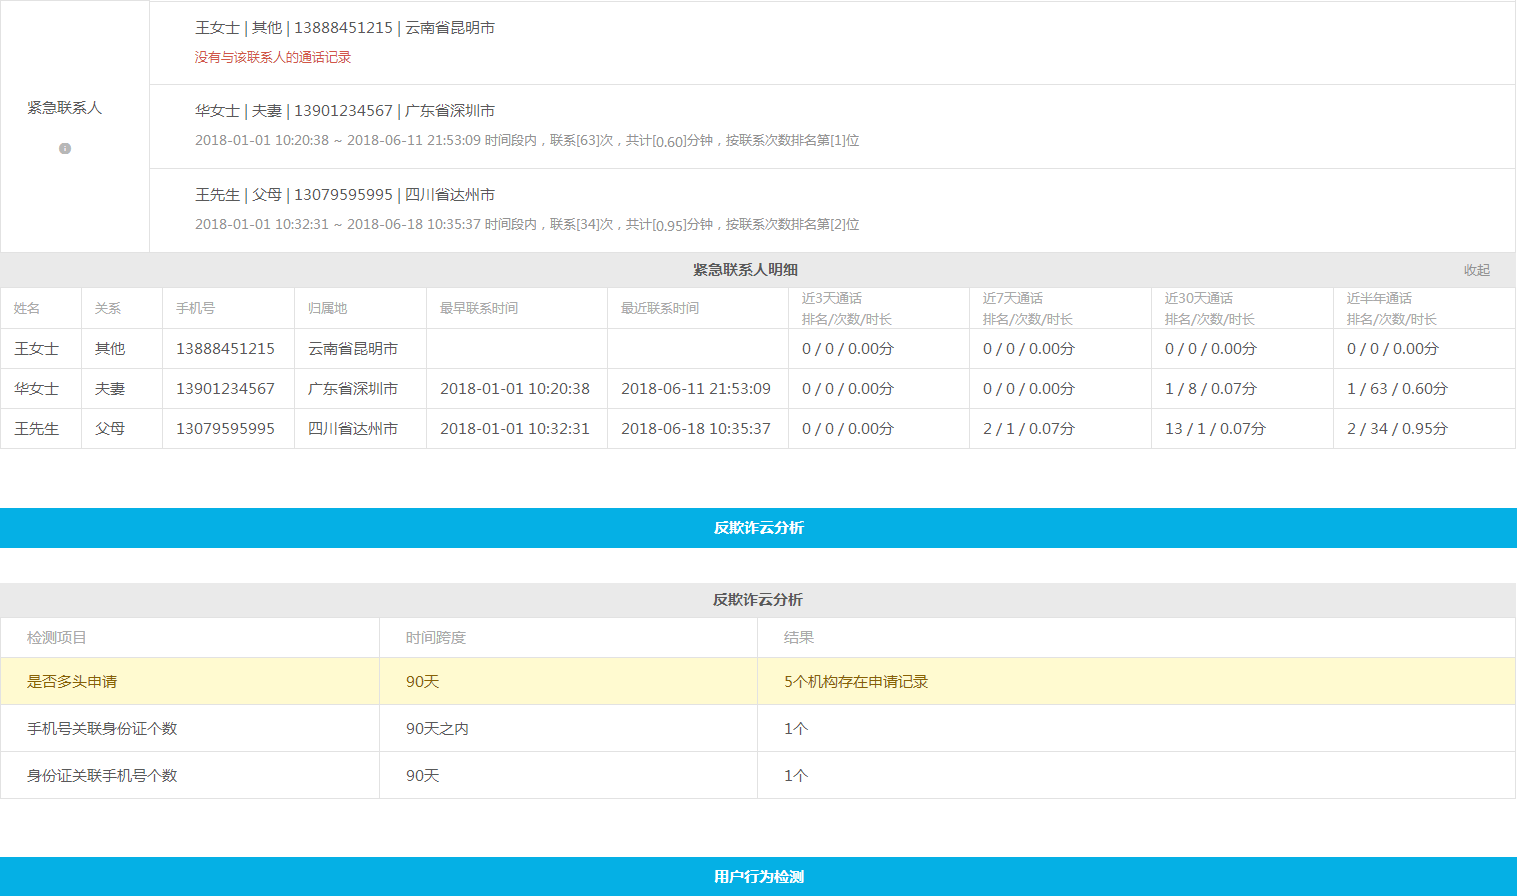 王女士 | 其他 | 13888451215 | 云南省昆明市
没有与该联系人的通话记录
紧急联系人
华女士 | 夫妻 | 13901234567 | 广东省深圳市
2018-01-01 10:20:38 ~ 2018-06-11 21:53:09 时间段内，联系[63]次，共计[0.60]分钟，按联系次数排名第[1]位
王先生 | 父母 | 13079595995 | 四川省达州市
2018-01-01 10:32:31 ~ 2018-06-18 10:35:37 时间段内，联系[34]次，共计[0.95]分钟，按联系次数排名第[2]位
紧急联系人明细 收起
姓名 关系 手机号 归属地 最早联系时间 最近联系时间 近3天通话 排名/次数/时长 近7天通话 排名/次数/时长 近30天通话 排名/次数/时长 近半年通话 排名/次数/时长
王女士 其他 13888451215 云南省昆明市 0 / 0 / 0.00分 0 / 0 / 0.00分 0 / 0 / 0.00分 0 / 0 / 0.00分
华女士 夫妻 13901234567 广东省深圳市 2018-01-01 10:20:38 2018-06-11 21:53:09 0 / 0 / 0.00分 0 / 0 / 0.00分 1 / 8 / 0.07分 1 / 63 / 0.60分
王先生 父母 13079595995 四川省达州市 2018-01-01 10:32:31 2018-06-18 10:35:37 0 / 0 / 0.00分 2 / 1 / 0.07分 13 / 1 / 0.07分 2 / 34 / 0.95分
反欺诈云分析
反欺诈云分析
检测项目 时间跨度 结果
是否多头申请 90天 5个机构存在申请记录
手机号关联身份证个数 90天之内 1个
身份证关联手机号个数 90天 1个
用户行为检测